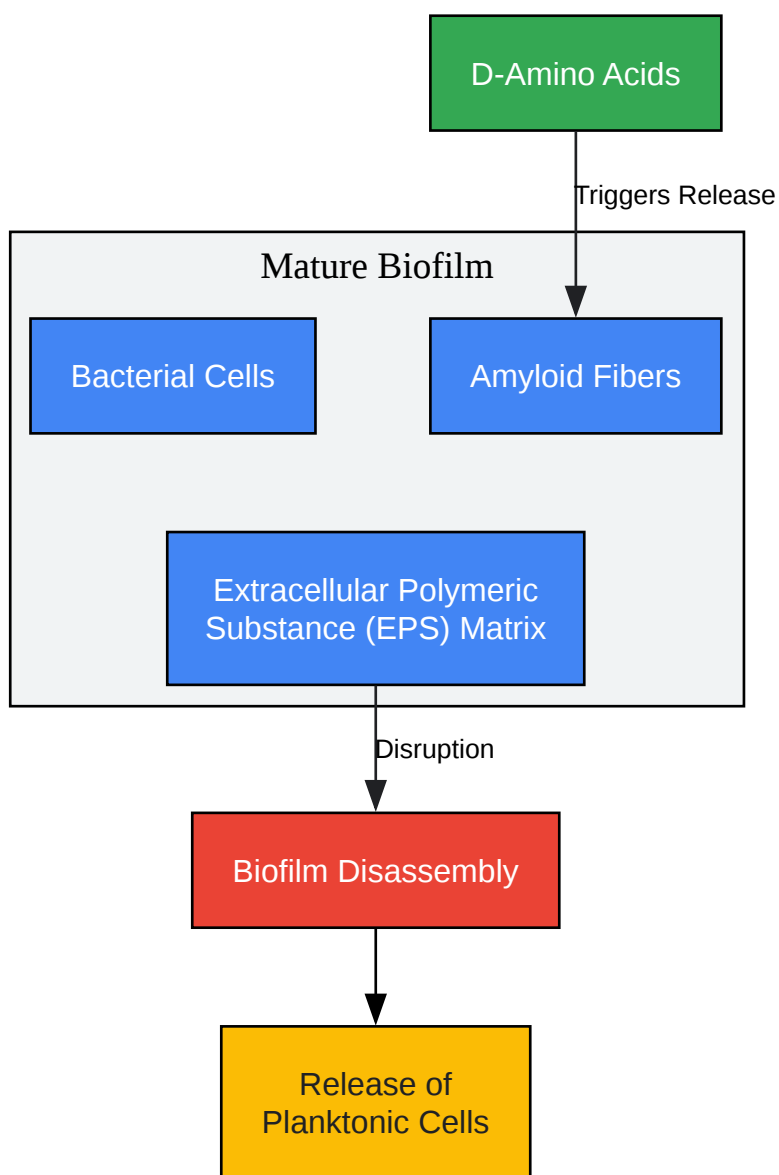 D-Amino Acids
Triggers Release
Mature Biofilm
Bacterial Cells
Amyloid Fibers
Extracellular Polymeric
Substance (EPS) Matrix
Disruption
Biofilm Disassembly
Release of
Planktonic Cells